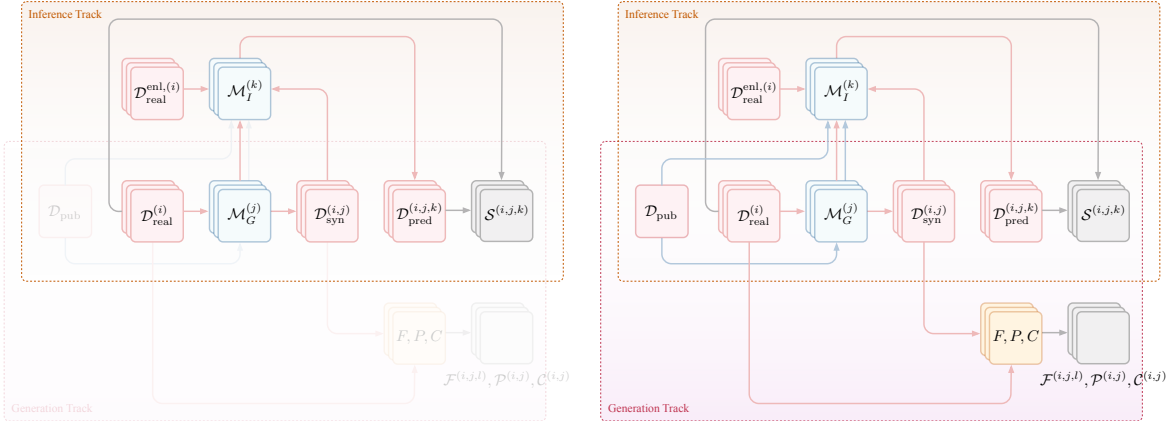 Inference Track
D_real^enl,(i)
M_I^(k)
D_pub
D_real^(i)
M_G^(j)
D_syn^(i,j)
D_pred^(i,j,k)
S^(i,j,k)
F, P, C
F^(i,j,l), P^(i,j), C^(i,j)
Generation Track
Inference Track
D_real^enl,(i)
M_I^(k)
D_pub
D_real^(i)
M_G^(j)
D_syn^(i,j)
D_pred^(i,j,k)
S^(i,j,k)
F, P, C
F^(i,j,l), P^(i,j), C^(i,j)
Generation Track